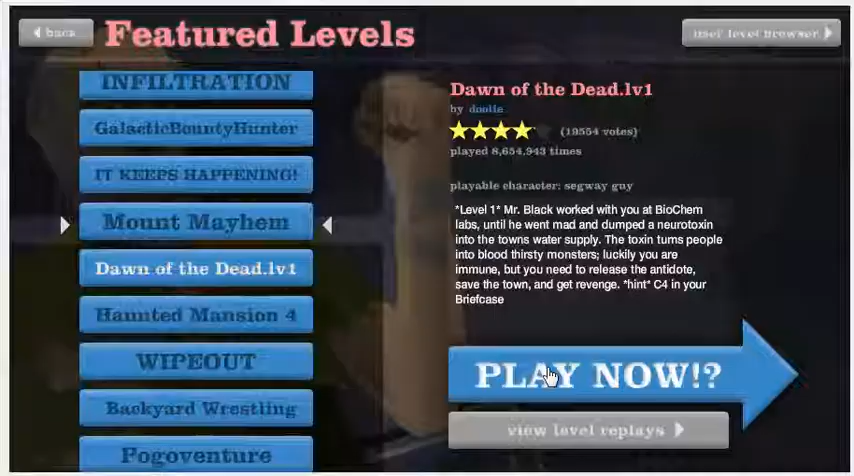 back
Featured Levels
user level browser
INFILTRATION
GalacticBountyHunter
IT KEEPS HAPPENING!
Mount Mayhem
Dawn of the Dead.lv1
Haunted Mansion 4
WIPEOUT
Backyard Wrestling
Pogoventure
Dawn of the Dead.lv1
by
(19554 votes)
played 8,654,943 times
playable character: segway guy
*Level 1* Mr. Black worked with you at BioChem
labs, until he went mad and dumped a neurotoxin
into the towns water supply. The toxin turns people
into blood thirsty monsters; luckily you are
immune, but you need to release the antidote,
save the town, and get revenge. *hint* C4 in your
Briefcase
PLAY NOW!?
view level replays